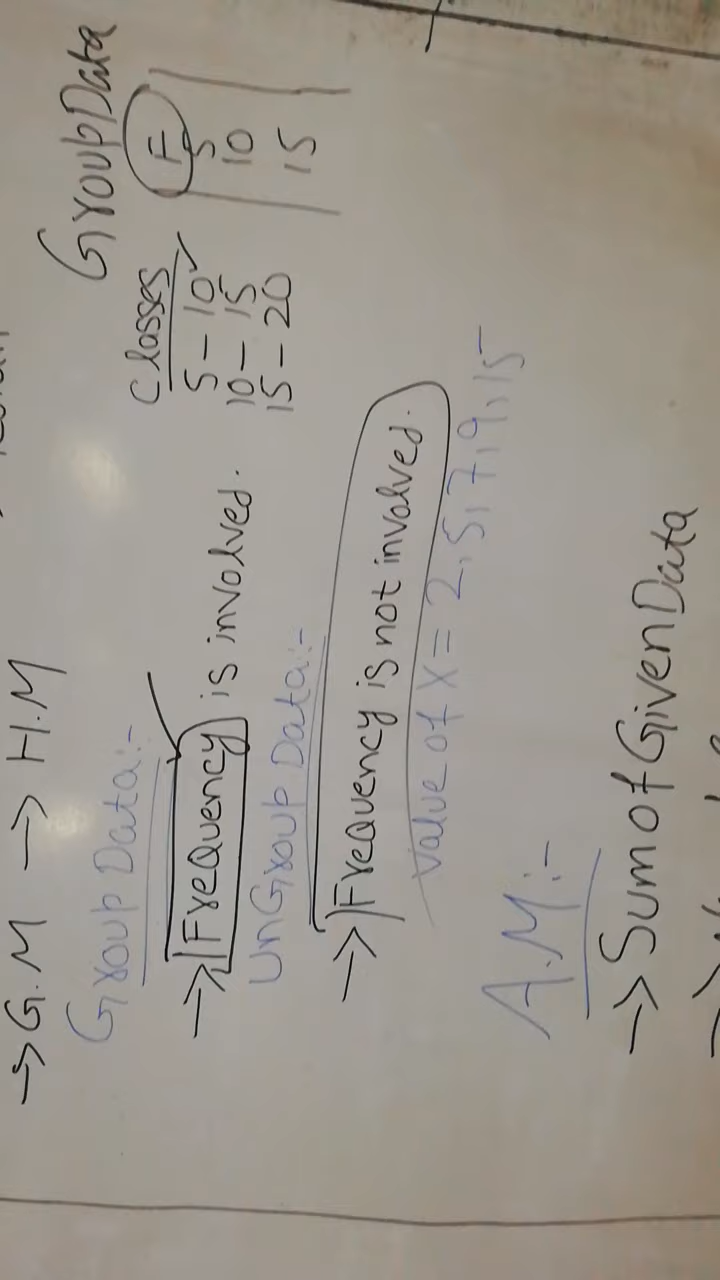 → G.M → H.M
Group Data:-
→ Frequency is involved.
UnGroup Data:-
→ Frequency is not involved.
Value of X = 2,5,7,9,15
A.M:-
→ Sum of Given Data
Group Data
Classes F
5 – 10 5
10 – 15 10
15 – 20 15